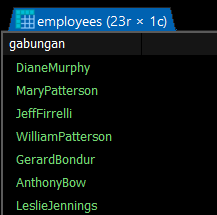 employees (23r × 1c)
gabungan
DianeMurphy
MaryPatterson
JeffFirrelli
WilliamPatterson
GerardBondur
AnthonyBow
LeslieJennings